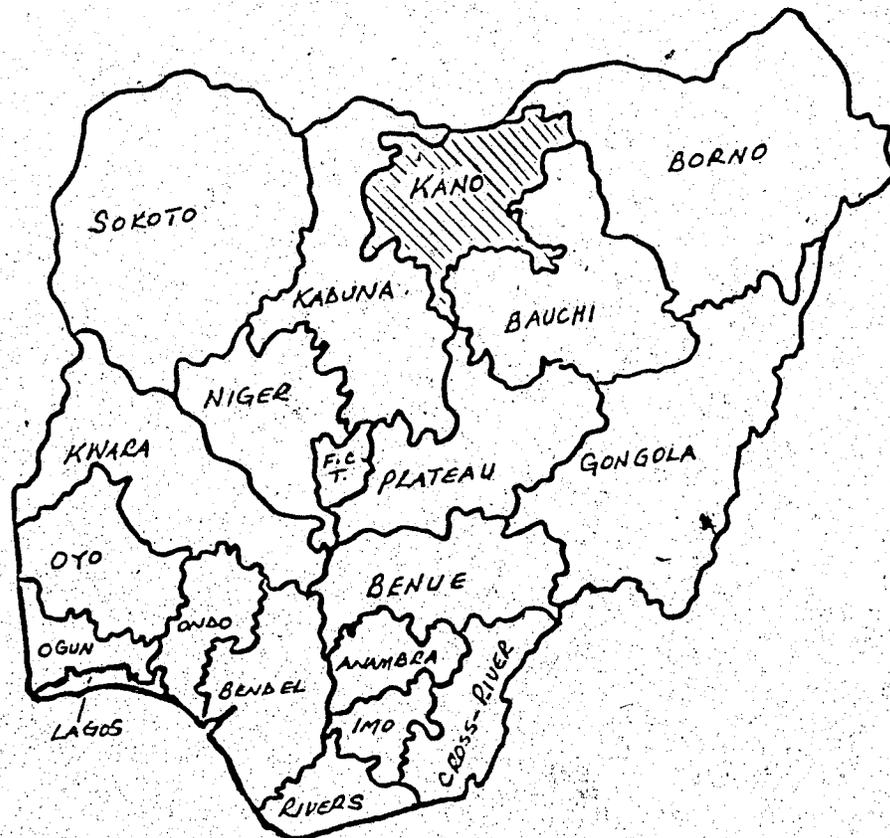 BORNO
KANO
SOKOTO
KADUNA
BAUCHI
NIGER
KWARA
F.C.
T.
PLATEAU
GONGOLA
OYO
BENUE
ONDO
OGUN
ANAMBRA
BENDEL
CROSS-RIVER
LAGOS
IMO
RIVERS